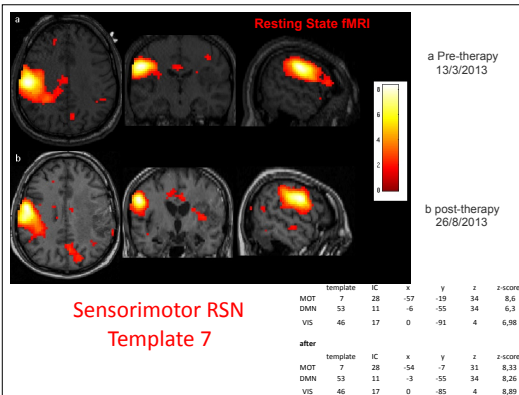 a
Resting State fMRI
a Pre-therapy
13/3/2013
8
6
4
2
0
b
b post-therapy
26/8/2013
Sensorimotor RSN
Template 7
template IC x y z z-score
MOT 7 28 -57 -19 34 8,6
DMN 53 11 -6 -55 34 6,3
VIS 46 17 0 -91 4 6,98
after
template IC x y z z-score
MOT 7 28 -54 -7 31 8,33
DMN 53 11 -3 -55 34 8,26
VIS 46 17 0 -85 4 8,89